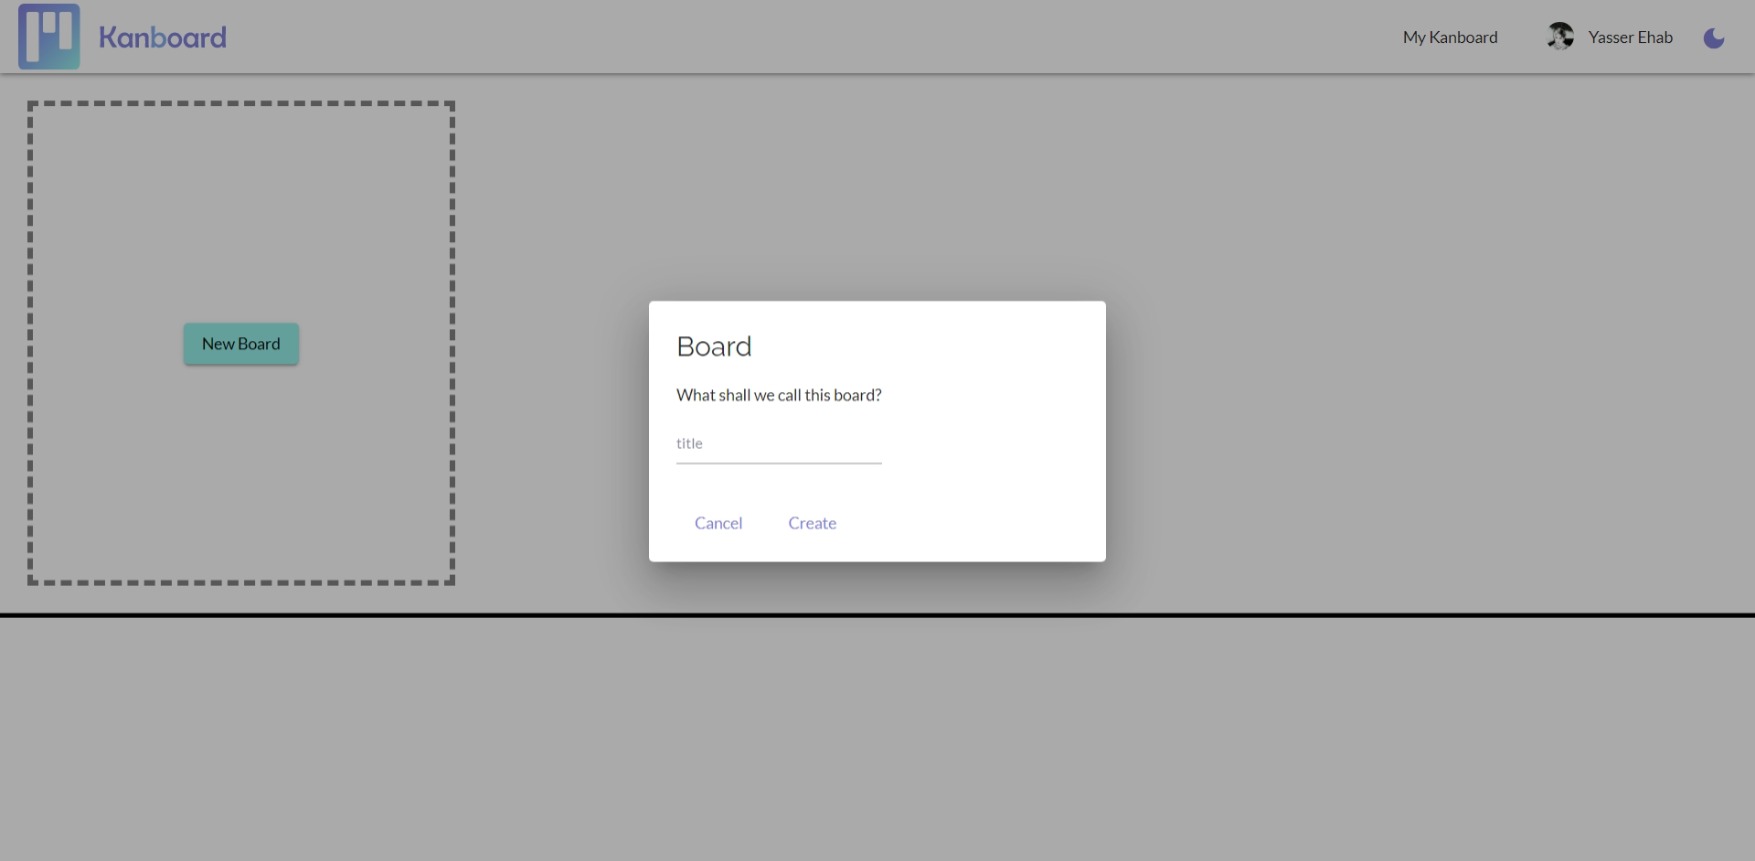 Kanboard
My Kanboard
Yasser Ehab
New Board
Board
What shall we call this board?
title
Cancel
Create